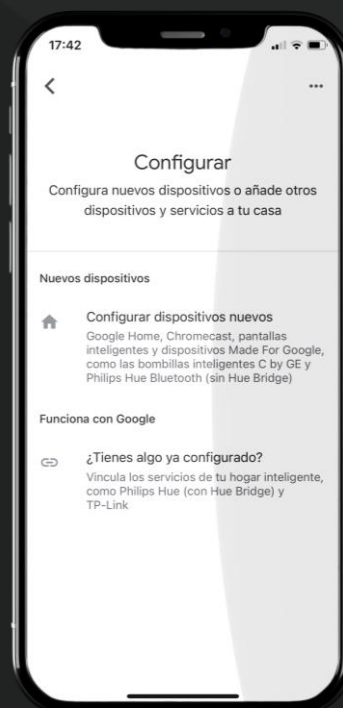 17:42
Configurar
Configura nuevos dispositivos o añade otros
dispositivos y servicios a tu casa
Nuevos dispositivos
Configurar dispositivos nuevos
Google Home, Chromecast, pantallas
inteligentes y dispositivos Made For Google,
como las bombillas inteligentes C by GE y
Philips Hue Bluetooth (sin Hue Bridge)
Funciona con Google
¿Tienes algo ya configurado?
Vincula los servicios de tu hogar inteligente,
como Philips Hue (con Hue Bridge) y
TP-Link